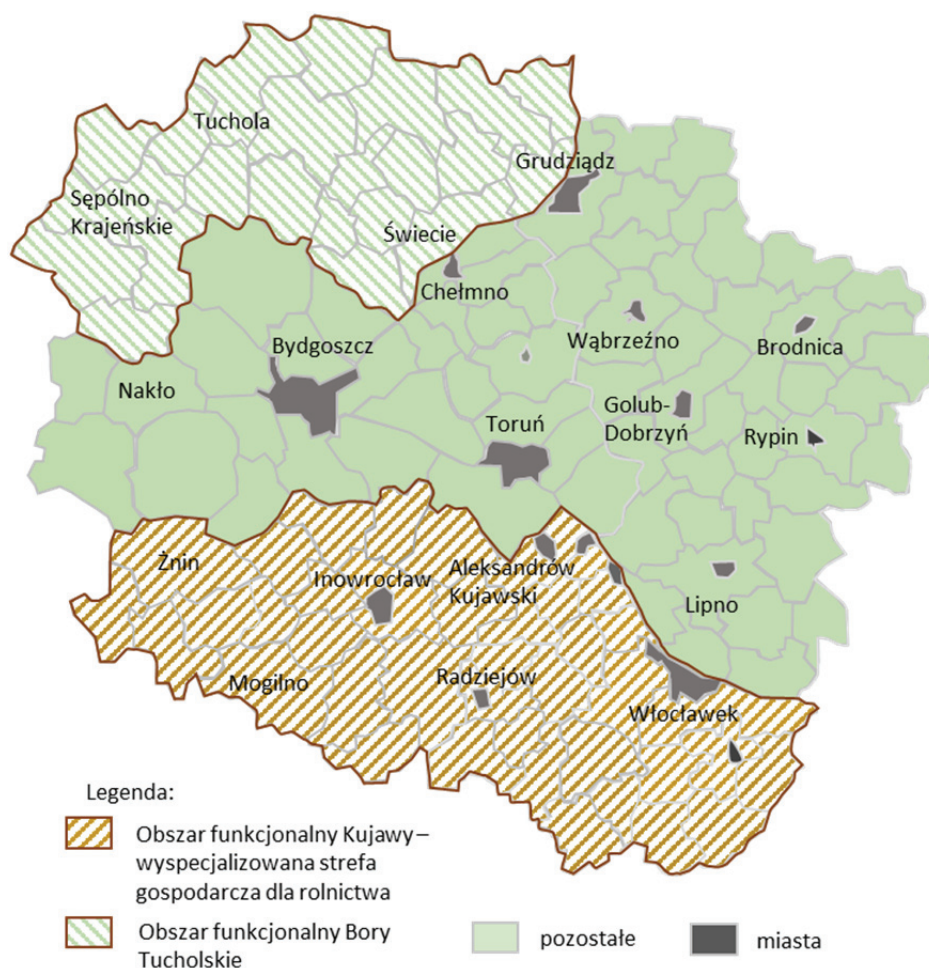 Tuchola
Grudziądz
Sępólno
Krajeńskie
Świecie
Chełmno
Bydgoszcz
Wąbrzeźno
Brodnica
Nakło
Golub-
Dobrzyń
Toruń
Rypin
Żnin
Inowrocław
Aleksandrów
Kujawski
Lipno
Mogilno
Radziejów
Włocławek
Legenda:
Obszar funkcjonalny Kujawy –
wyspecjalizowana strefa
gospodarcza dla rolnictwa
Obszar funkcjonalny Bory
Tucholskie
pozostałe
miasta